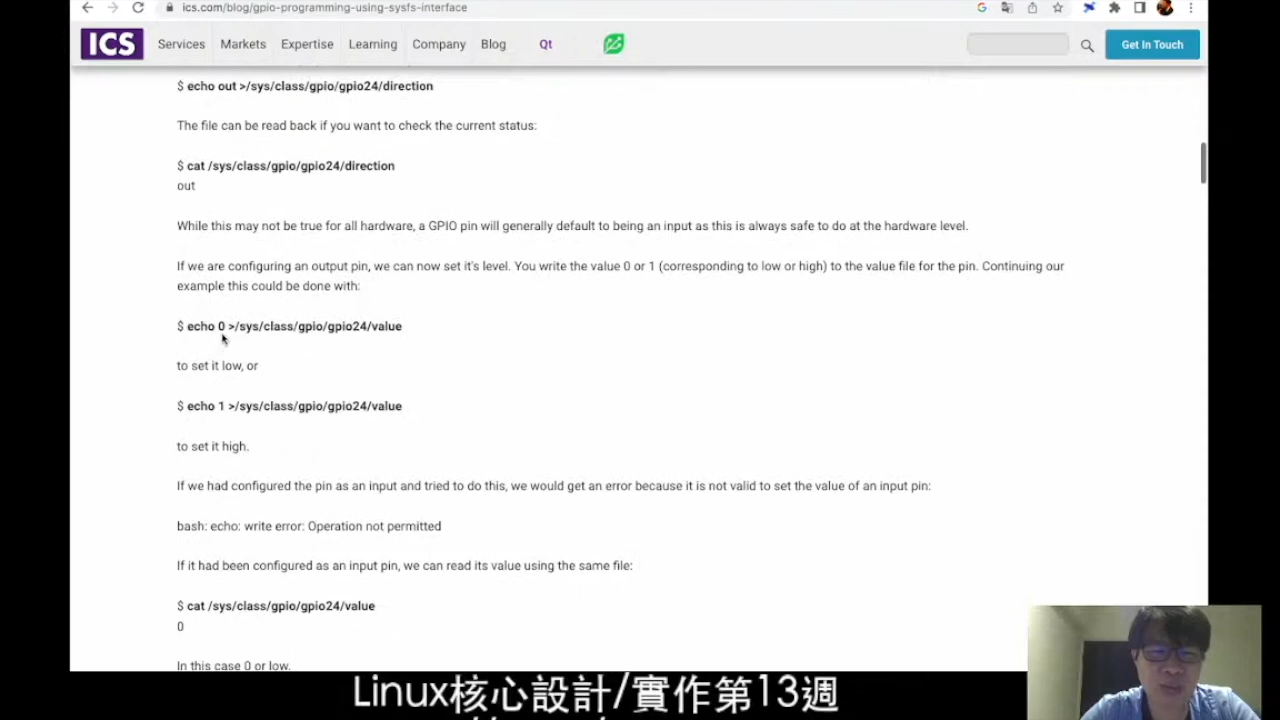 ics.com/blog/gpio-programming-using-sysfs-interface
ICS Services Markets Expertise Learning Company Blog Qt Get In Touch
$ echo out >/sys/class/gpio/gpio24/direction
The file can be read back if you want to check the current status:
$ cat /sys/class/gpio/gpio24/direction
out
While this may not be true for all hardware, a GPIO pin will generally default to being an input as this is always safe to do at the hardware level.
If we are configuring an output pin, we can now set it's level. You write the value 0 or 1 (corresponding to low or high) to the value file for the pin. Continuing our
example this could be done with:
$ echo 0 >/sys/class/gpio/gpio24/value
to set it low, or
$ echo 1 >/sys/class/gpio/gpio24/value
to set it high.
If we had configured the pin as an input and tried to do this, we would get an error because it is not valid to set the value of an input pin:
bash: echo: write error: Operation not permitted
If it had been configured as an input pin, we can read its value using the same file:
$ cat /sys/class/gpio/gpio24/value
0
In this case 0 or low.
Linux核心設計/實作第13週